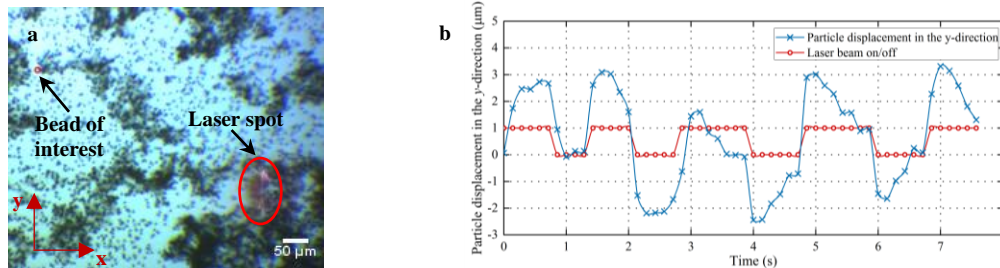 a
Bead of
interest
Laser spot
y
x
50 µm
b
Particle displacement in the y-direction (µm)
5
4
3
2
1
0
-1
-2
-3
0 1 2 3 4 5 6 7
Time (s)
Particle displacement in the y-direction
Laser beam on/off